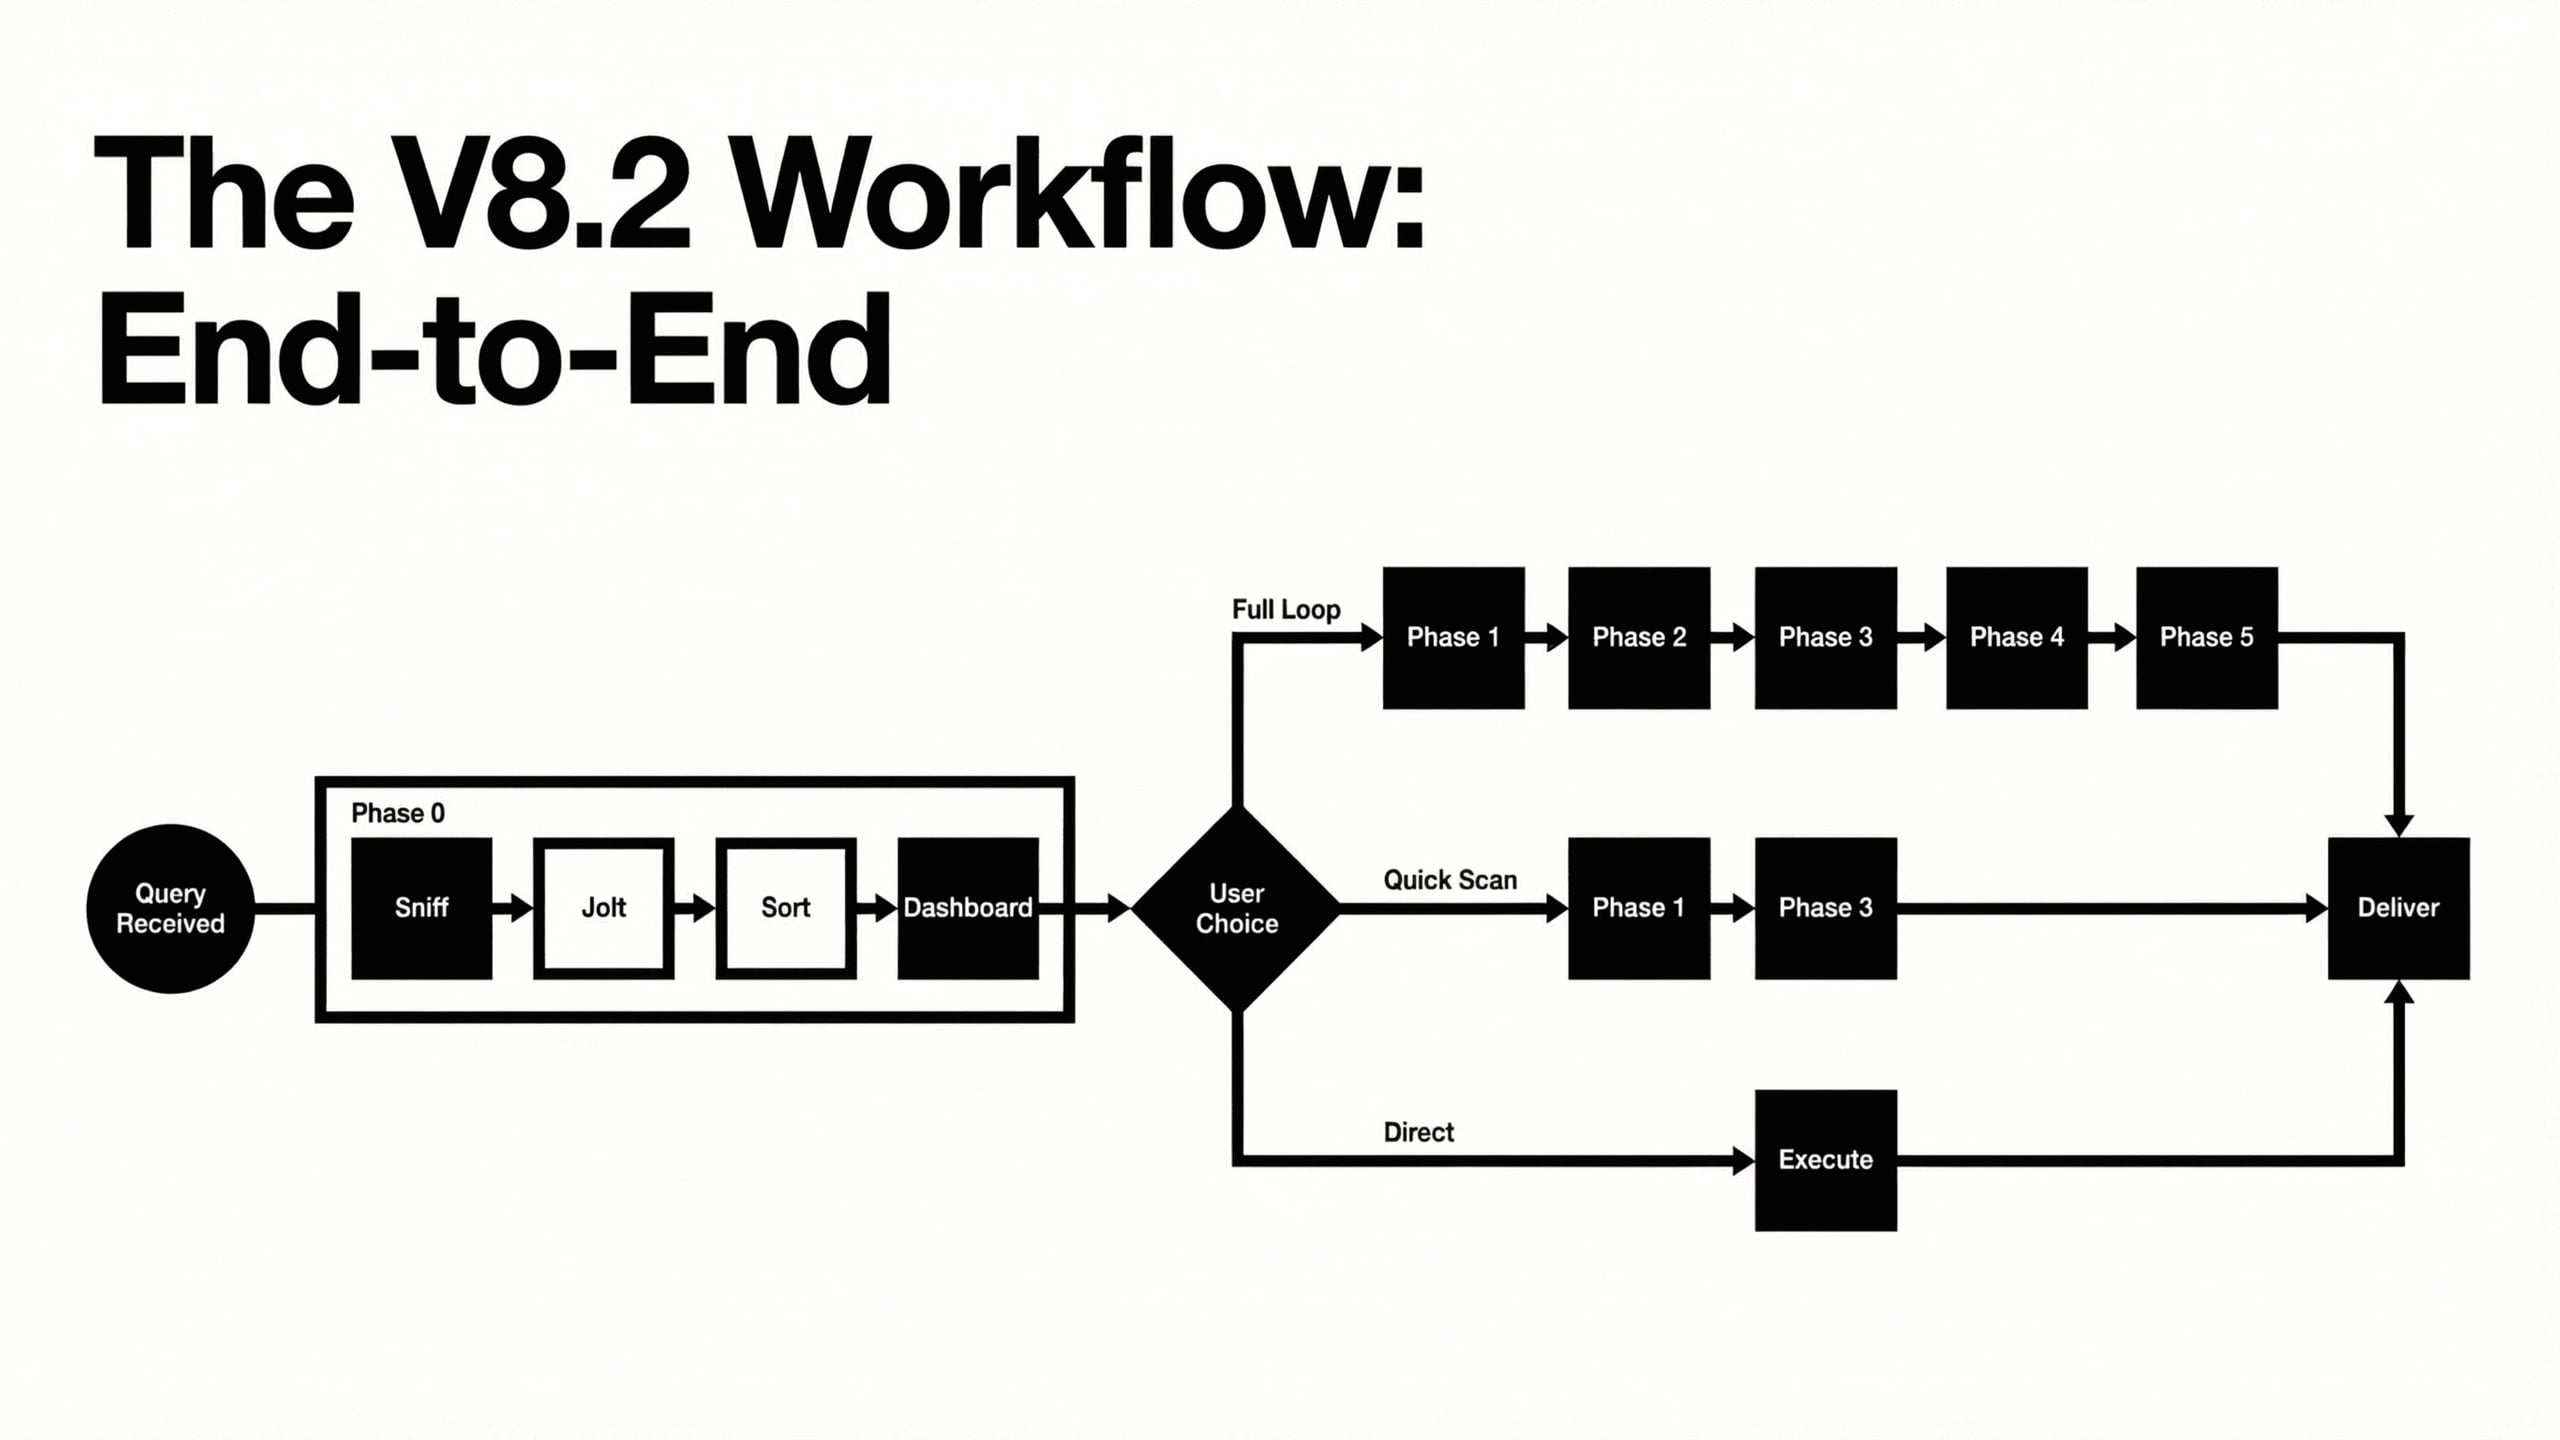 The V8.2 Workflow:
End-to-End
Query
Received
Phase 0
Sniff
Jolt
Sort
Dashboard
User
Choice
Full Loop
Phase 1
Phase 2
Phase 3
Phase 4
Phase 5
Quick Scan
Phase 1
Phase 3
Deliver
Direct
Execute